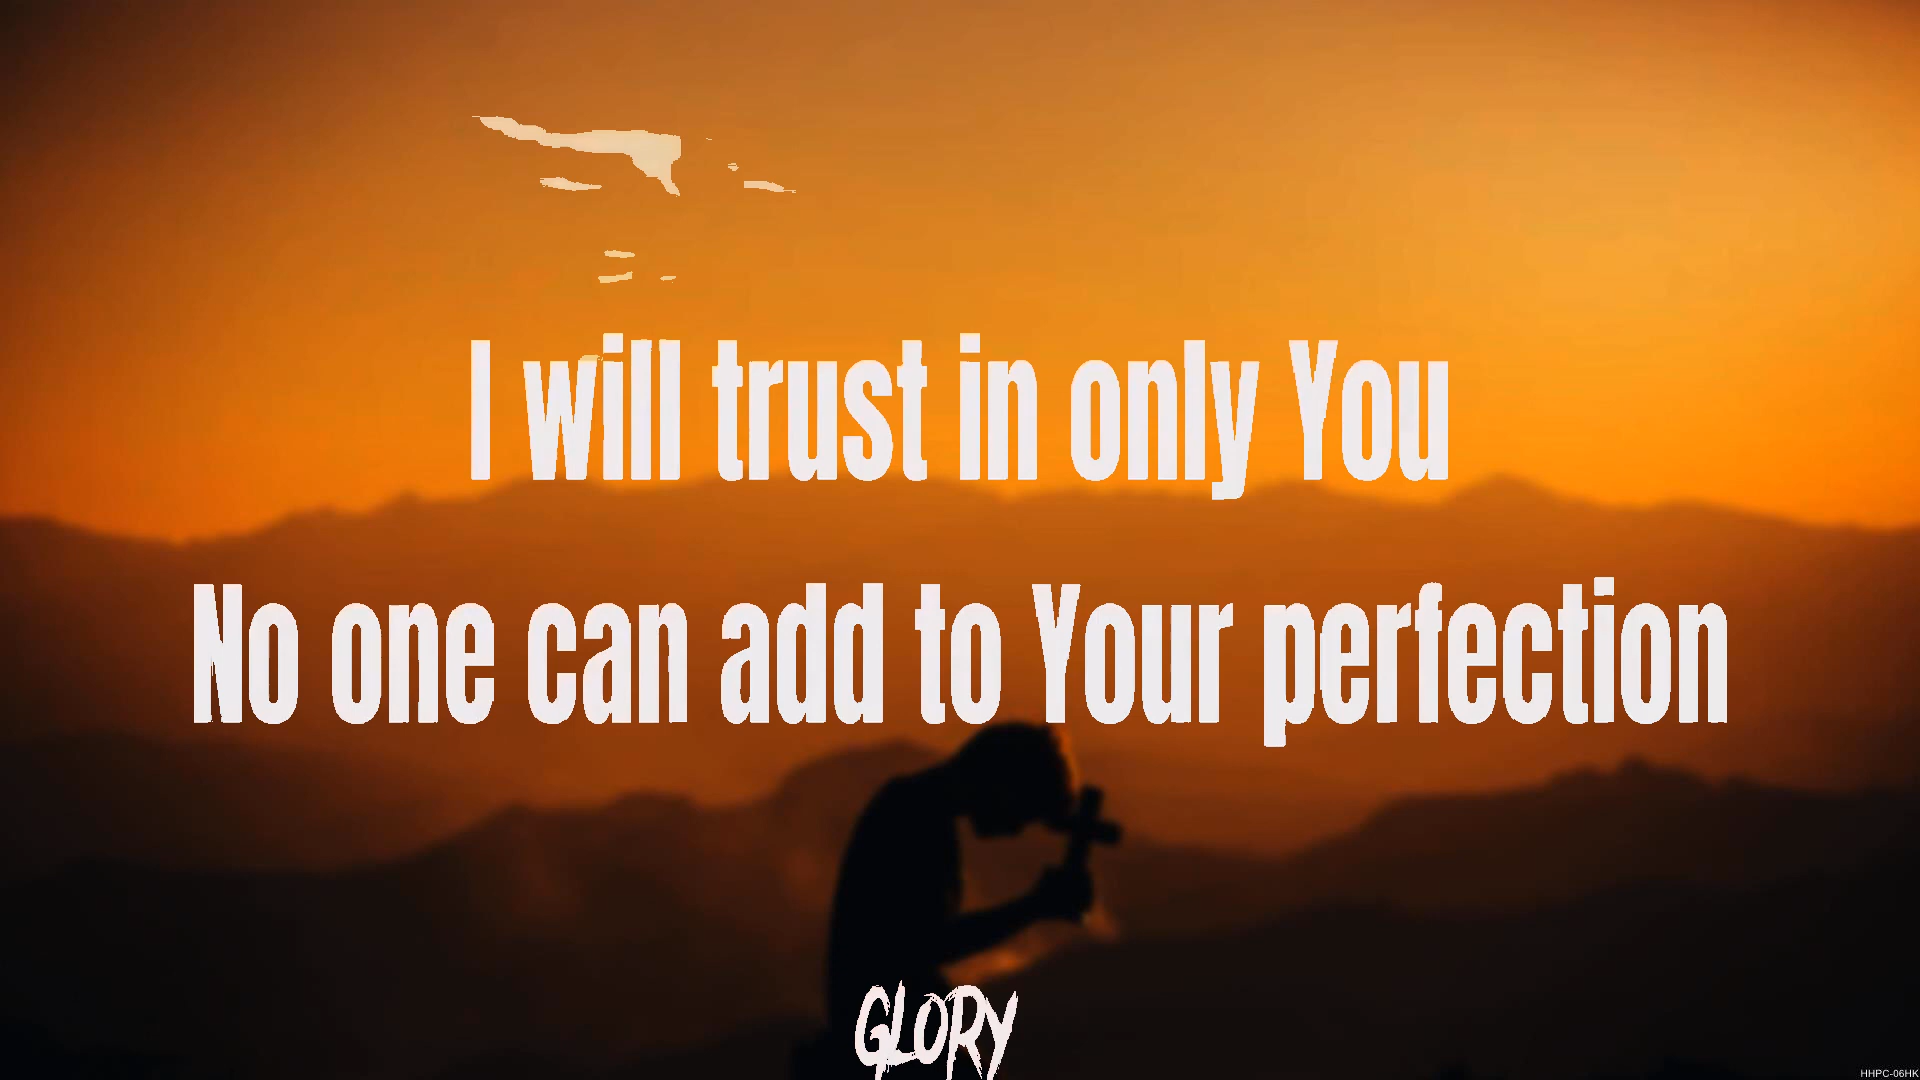 I will trust in only You
No one can add to Your perfection
GLORY
HHPC-06HK